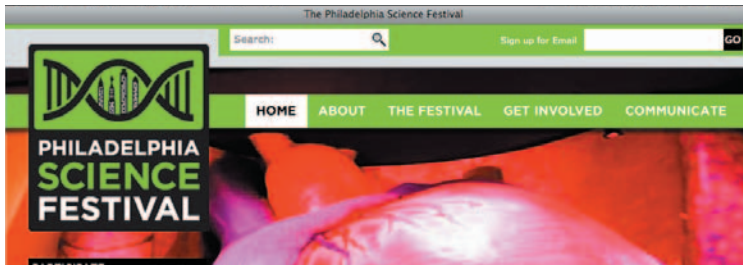 The Philadelphia Science Festival
Search:
Sign up for Email
GO
HOME ABOUT THE FESTIVAL GET INVOLVED COMMUNICATE
PHILADELPHIA
SCIENCE
FESTIVAL